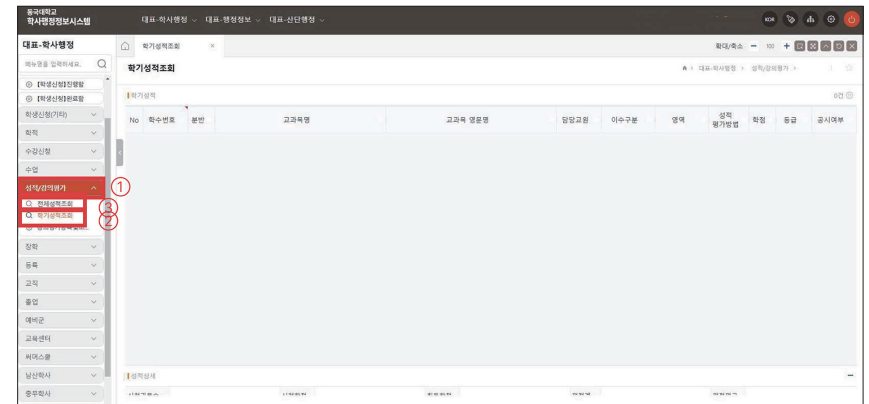 동국대학교
학사행정정보시스템
대표-학사행정 대표-행정정보 대표-산단행정
KOR
대표-학사행정
메뉴명을 입력하세요.
학기성적조회 ×
확대/축소 − 100 +
학기성적조회
대표-학사행정 > 성적/강의평가 >
[학생신청]진행함
[학생신청]완료함
학생신청(기타)
학적
수강신청
수업
성적/강의평가 ①
전체성적조회 ③
학기성적조회 ②
장학
등록
교직
졸업
예비군
교육센터
써머스쿨
남산학사
충무학사
학기성적
0건
No 학수번호 분반 교과목명 교과목 영문명 담당교원 이수구분 영역 성적평가방법 학점 등급 공시여부
성적상세